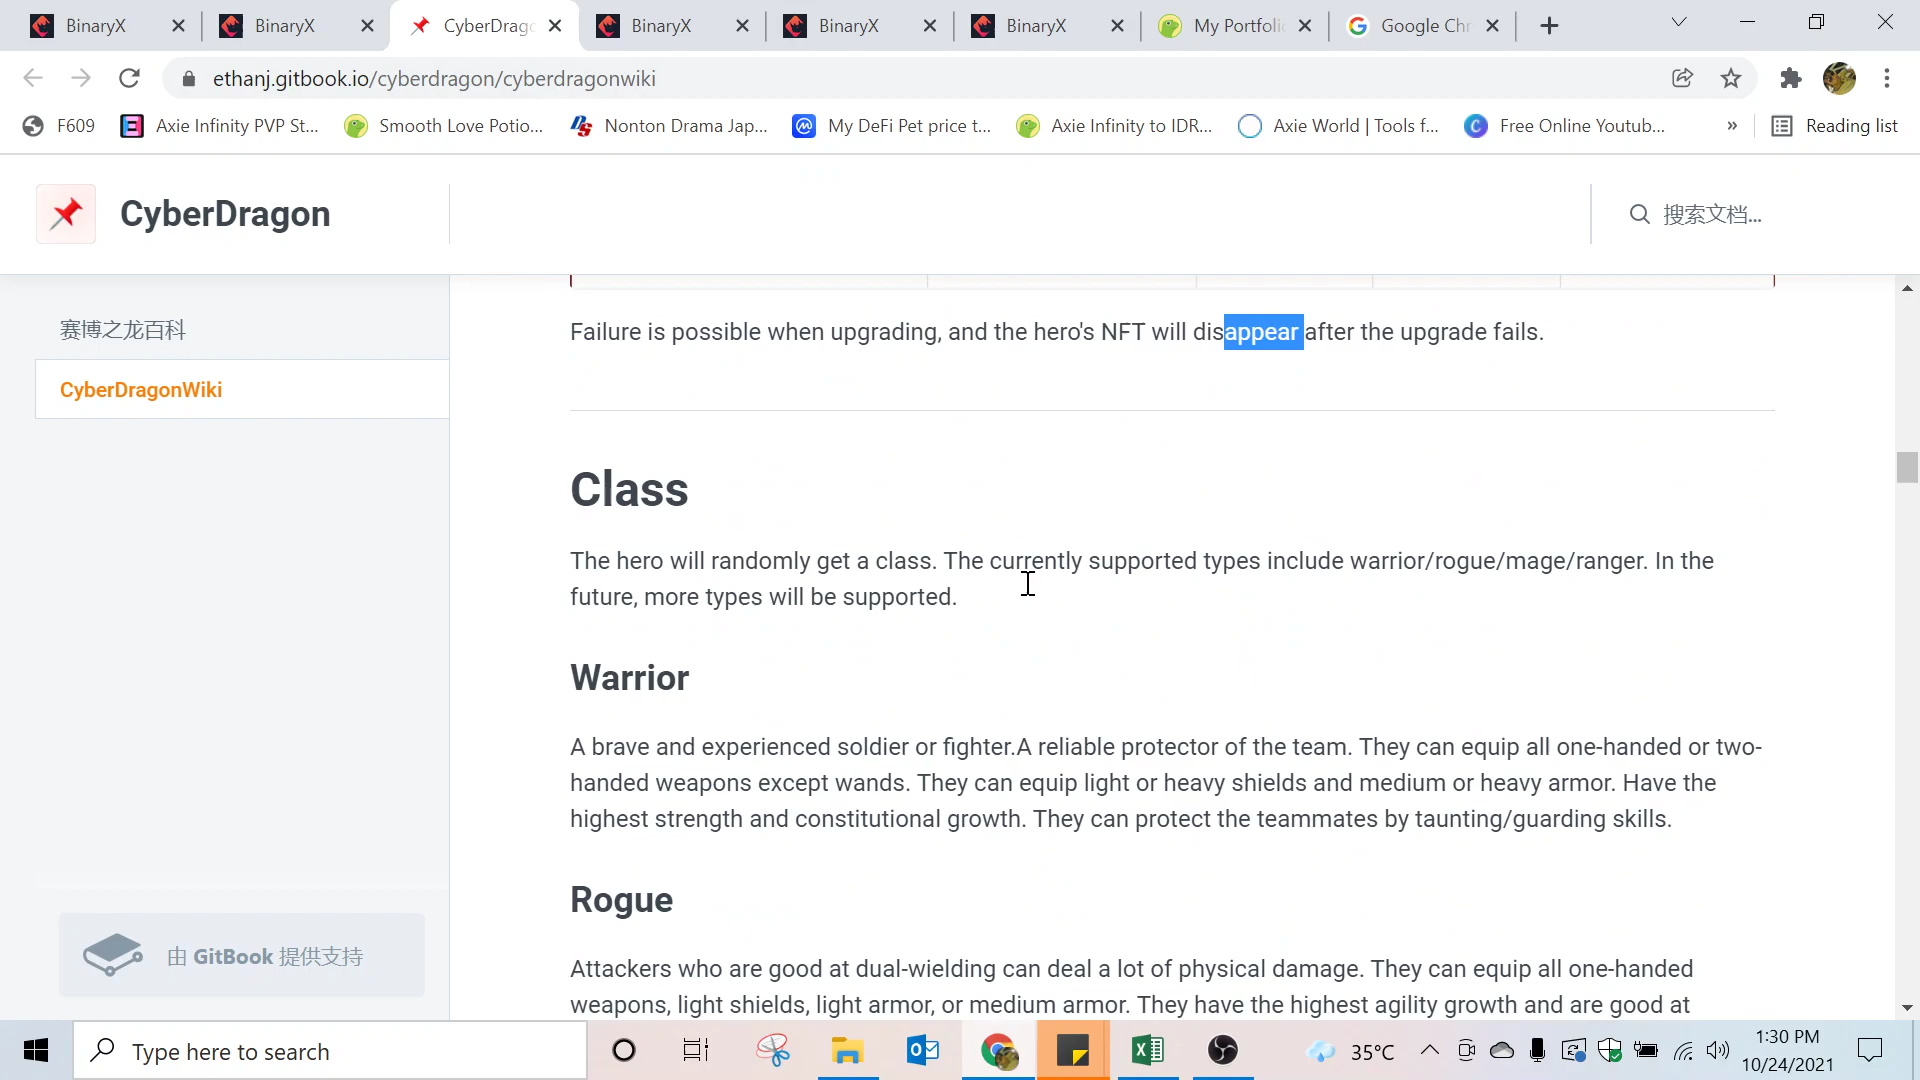 BinaryX BinaryX CyberDrago BinaryX BinaryX BinaryX My Portfoli Google Chr
ethanj.gitbook.io/cyberdragon/cyberdragonwiki
F609 Axie Infinity PVP St... Smooth Love Potio... Nonton Drama Jap... My DeFi Pet price t... Axie Infinity to IDR... Axie World | Tools f... Free Online Youtub... » Reading list
CyberDragon
搜索文档...
赛博之龙百科
CyberDragonWiki
由 GitBook 提供支持
Failure is possible when upgrading, and the hero's NFT will disappear after the upgrade fails.
Class
The hero will randomly get a class. The currently supported types include warrior/rogue/mage/ranger. In the
future, more types will be supported.
Warrior
A brave and experienced soldier or fighter.A reliable protector of the team. They can equip all one-handed or two-
handed weapons except wands. They can equip light or heavy shields and medium or heavy armor. Have the
highest strength and constitutional growth. They can protect the teammates by taunting/guarding skills.
Rogue
Attackers who are good at dual-wielding can deal a lot of physical damage. They can equip all one-handed
weapons, light shields, light armor, or medium armor. They have the highest agility growth and are good at
Type here to search
35°C
1:30 PM
10/24/2021